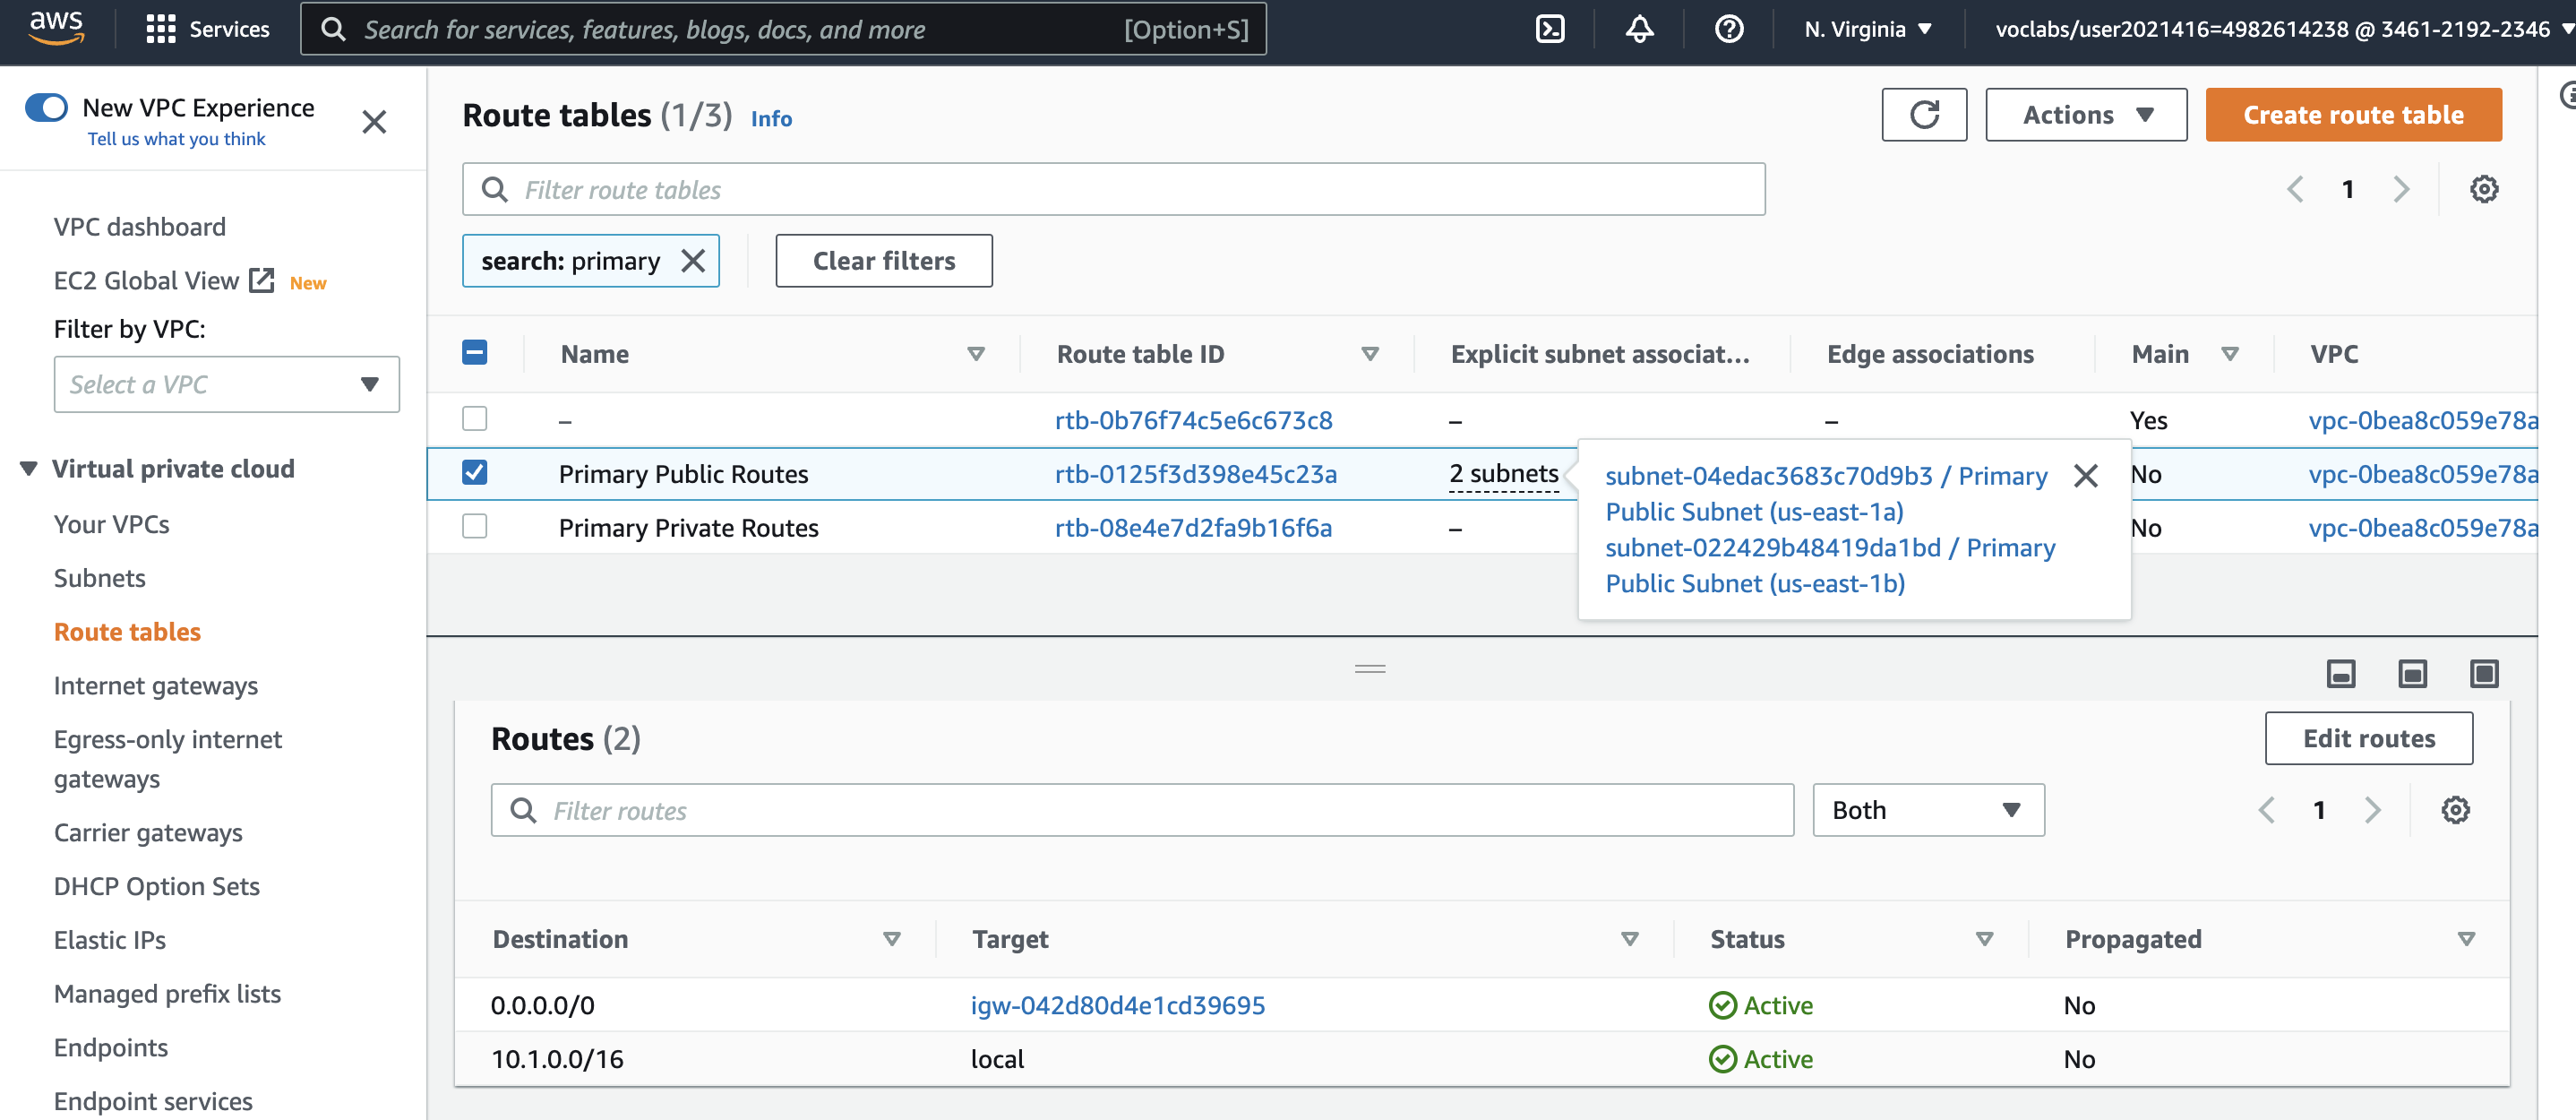 aws
Services
Search for services, features, blogs, docs, and more
[Option+S]
N. Virginia
voclabs/user2021416=4982614238 @ 3461-2192-2346
New VPC Experience
Tell us what you think
VPC dashboard
EC2 Global View New
Filter by VPC:
Select a VPC
Virtual private cloud
Your VPCs
Subnets
Route tables
Internet gateways
Egress-only internet
gateways
Carrier gateways
DHCP Option Sets
Elastic IPs
Managed prefix lists
Endpoints
Endpoint services
Route tables (1/3) Info
Actions
Create route table
Filter route tables
1
search: primary
Clear filters
Name Route table ID Explicit subnet associat... Edge associations Main VPC
– rtb-0b76f74c5e6c673c8 – – Yes vpc-0bea8c059e78a
Primary Public Routes rtb-0125f3d398e45c23a 2 subnets No vpc-0bea8c059e78a
Primary Private Routes rtb-08e4e7d2fa9b16f6a – No vpc-0bea8c059e78a
subnet-04edac3683c70d9b3 / Primary
Public Subnet (us-east-1a)
subnet-022429b48419da1bd / Primary
Public Subnet (us-east-1b)
Routes (2)
Edit routes
Filter routes
Both
1
Destination Target Status Propagated
0.0.0.0/0 igw-042d80d4e1cd39695 Active No
10.1.0.0/16 local Active No